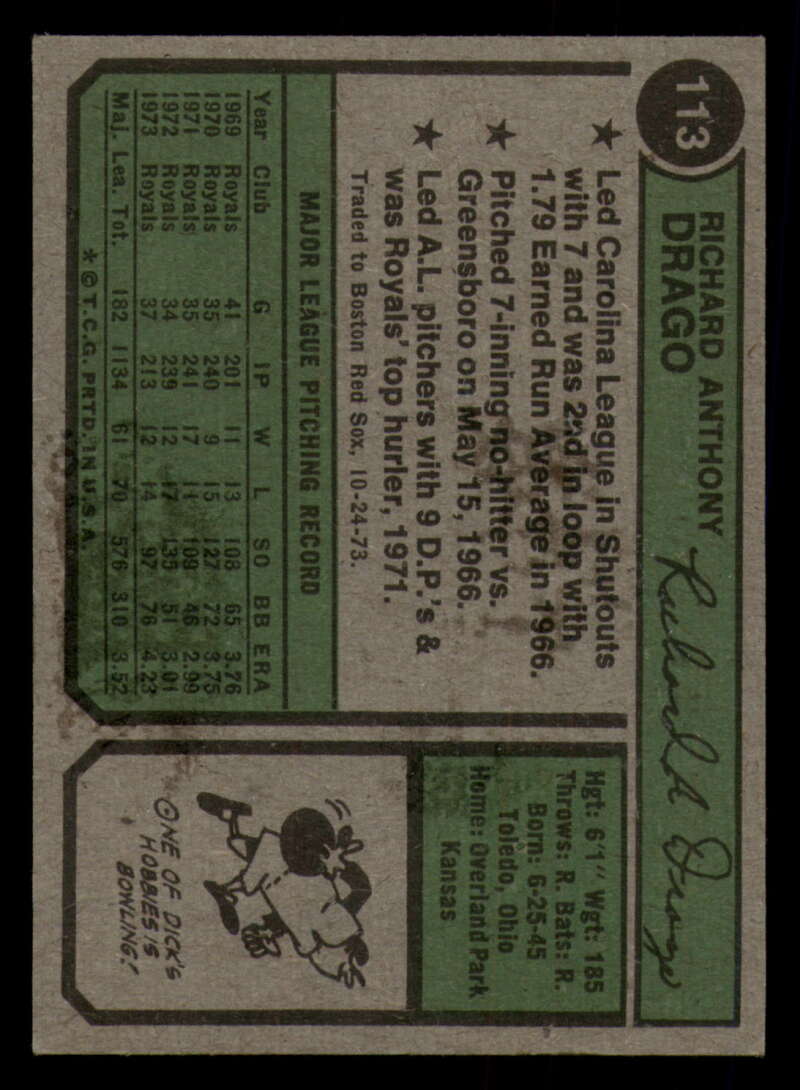 113
RICHARD ANTHONY
DRAGO
Richard Drago
★ Led Carolina League in Shutouts
with 7 and was 2nd in loop with
1.79 Earned Run Average in 1966.
★ Pitched 7-inning no-hitter vs.
Greensboro on May 15, 1966.
★ Led A.L. pitchers with 9 D.P.'s &
was Royals' top hurler, 1971.
Traded to Boston Red Sox, 10-24-73.
MAJOR LEAGUE PITCHING RECORD
Year Club G IP W L SO BB ERA
1969 Royals 41 201 11 13 108 65 3.76
1970 Royals 35 240 9 15 127 72 3.75
1971 Royals 35 241 17 11 109 46 2.99
1972 Royals 34 239 12 17 135 51 3.01
1973 Royals 37 213 12 14 97 76 4.23
Maj. Lea. Tot. 182 1134 61 70 576 310 3.52
*© T.C.G. PRTD. IN U.S.A.
Hgt: 6'1" Wgt: 185
Throws: R. Bats: R.
Born: 6-25-45
Toledo, Ohio
Home: Overland Park
Kansas
ONE OF DICK'S
HOBBIES IS
BOWLING!